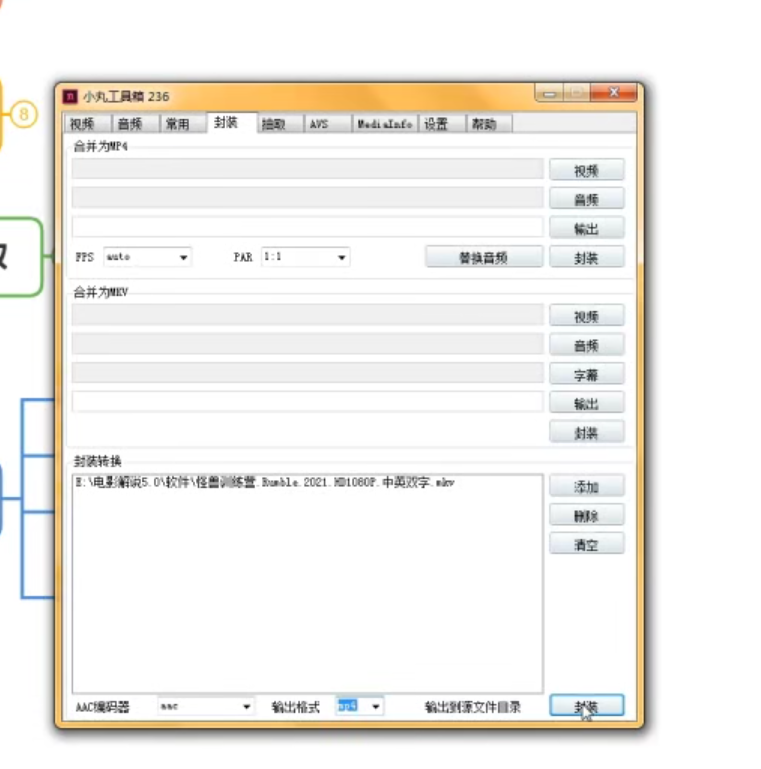 8
小丸工具箱 236
视频 音频 常用 封装 抽取 AVS MediaInfo 设置 帮助
合并为MP4
视频
音频
输出
FPS auto PAR 1:1 替换音频 封装
合并为MKV
视频
音频
字幕
输出
封装
封装转换
E:\电影解说5.0\软件\怪兽训练营.Rumble.2021.HD1080P.中英双字.mkv
添加
删除
清空
AAC编码器 aac 输出格式 mp4 输出到源文件目录 封装